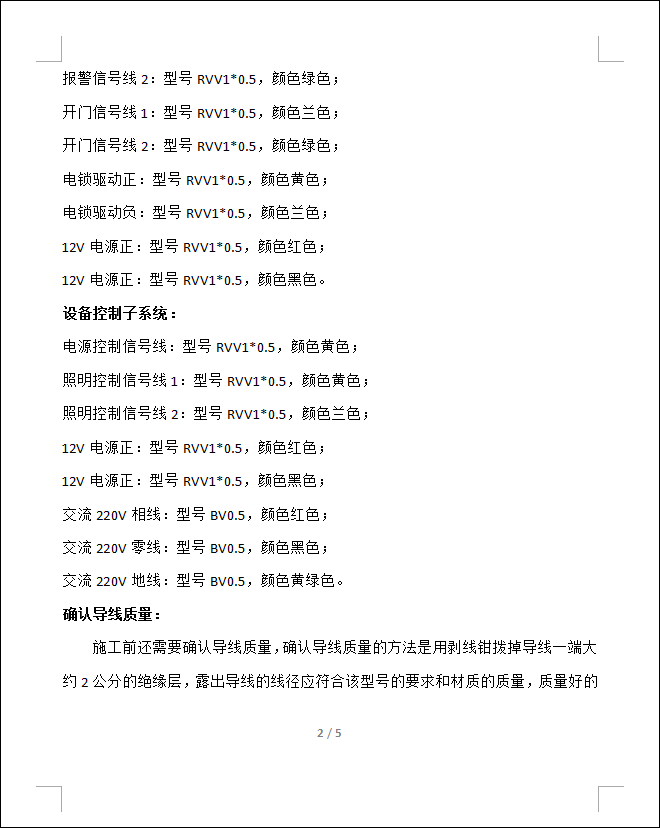 报警信号线 2：型号 RVV1*0.5，颜色绿色；
开门信号线 1：型号 RVV1*0.5，颜色兰色；
开门信号线 2：型号 RVV1*0.5，颜色绿色；
电锁驱动正：型号 RVV1*0.5，颜色黄色；
电锁驱动负：型号 RVV1*0.5，颜色兰色；
12V 电源正：型号 RVV1*0.5，颜色红色；
12V 电源正：型号 RVV1*0.5，颜色黑色。
设备控制子系统：
电源控制信号线：型号 RVV1*0.5，颜色黄色；
照明控制信号线 1：型号 RVV1*0.5，颜色黄色；
照明控制信号线 2：型号 RVV1*0.5，颜色兰色；
12V 电源正：型号 RVV1*0.5，颜色红色；
12V 电源正：型号 RVV1*0.5，颜色黑色；
交流 220V 相线：型号 BV0.5，颜色红色；
交流 220V 零线：型号 BV0.5，颜色黑色；
交流 220V 地线：型号 BV0.5，颜色黄绿色。
确认导线质量：
施工前还需要确认导线质量，确认导线质量的方法是用剥线钳拨掉导线一端大
约 2 公分的绝缘层，露出导线的线径应符合该型号的要求和材质的质量，质量好的
2 / 5